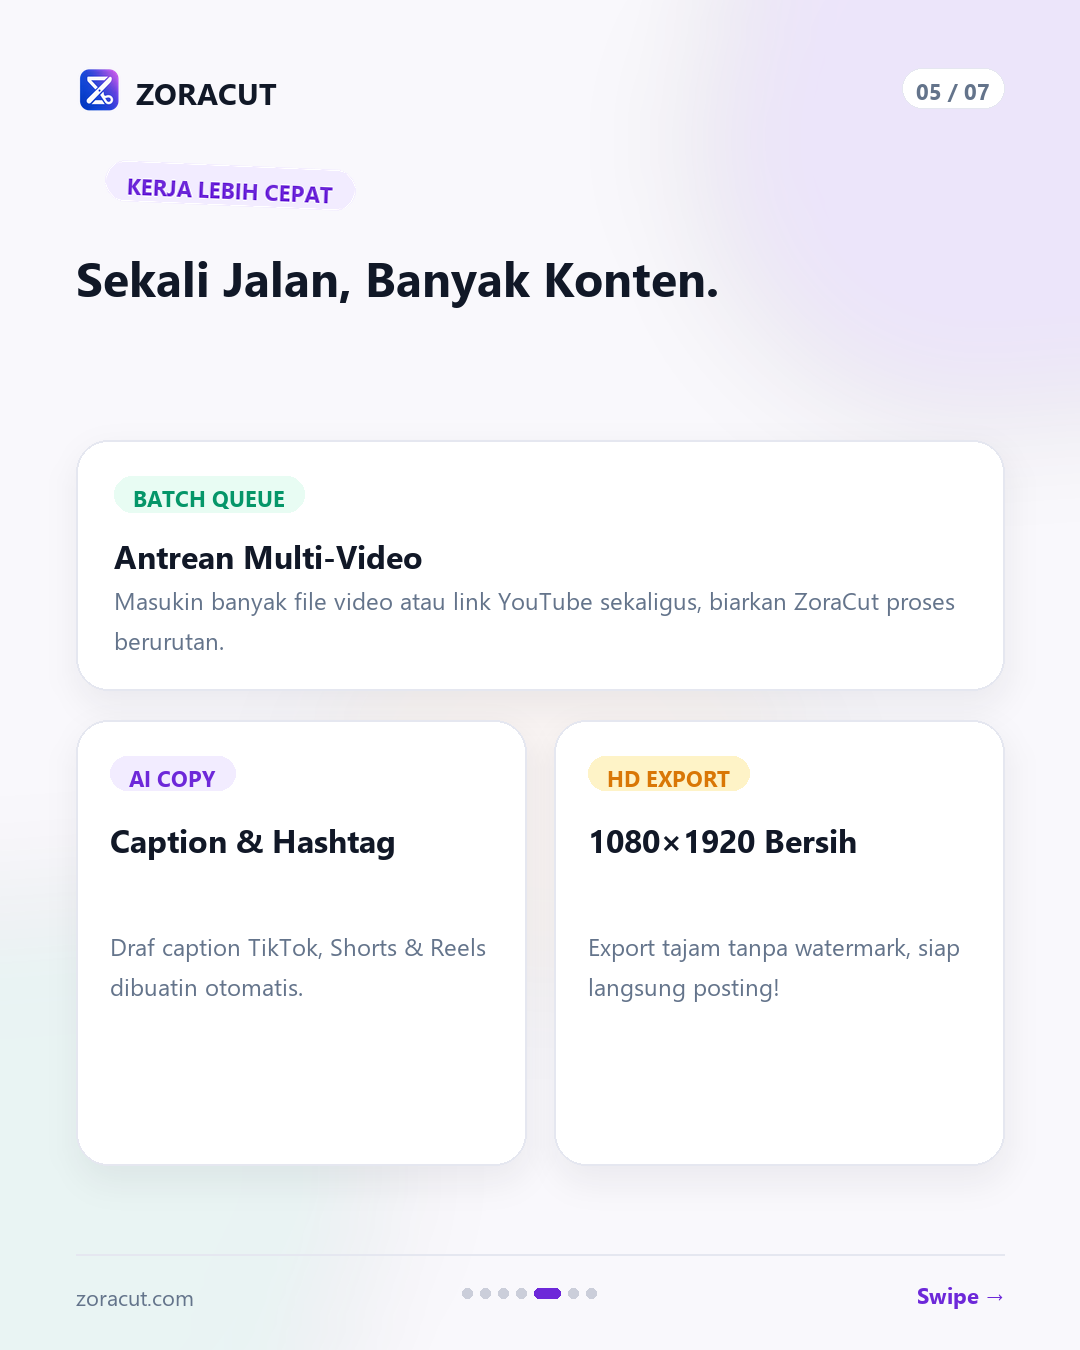 ZORACUT
05 / 07
KERJA LEBIH CEPAT
Sekali Jalan, Banyak Konten.
BATCH QUEUE
Antrean Multi-Video
Masukin banyak file video atau link YouTube sekaligus, biarkan ZoraCut proses
berurutan.
AI COPY
Caption & Hashtag
Draf caption TikTok, Shorts & Reels
dibuatin otomatis.
HD EXPORT
1080×1920 Bersih
Export tajam tanpa watermark, siap
langsung posting!
zoracut.com
Swipe →